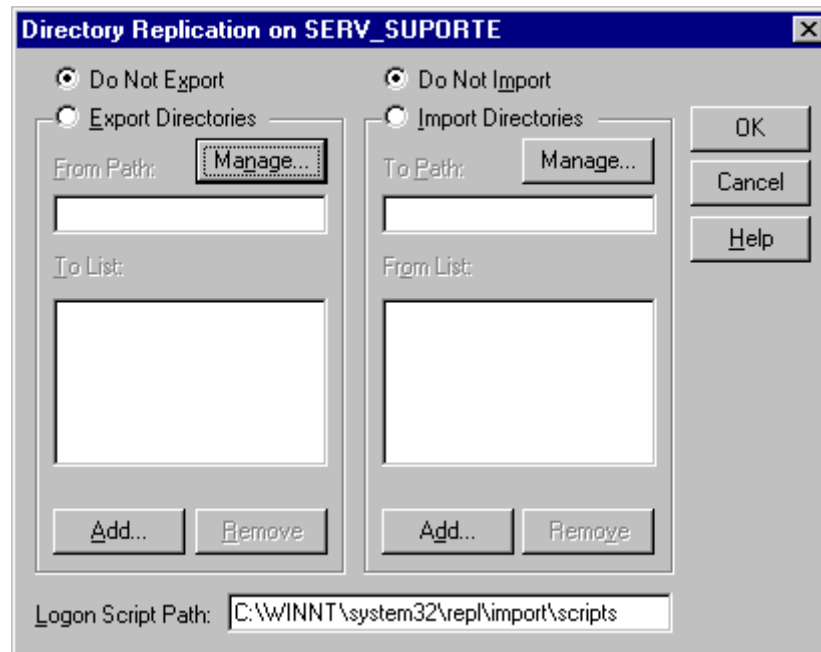 Directory Replication on SERV_SUPORTE
Do Not Export
Do Not Import
Export Directories
Import Directories
OK
From Path:
Manage...
To Path:
Manage...
Cancel
Help
To List:
From List:
Add...
Remove
Add...
Remove
Logon Script Path:
C:\WINNT\system32\repl\import\scripts